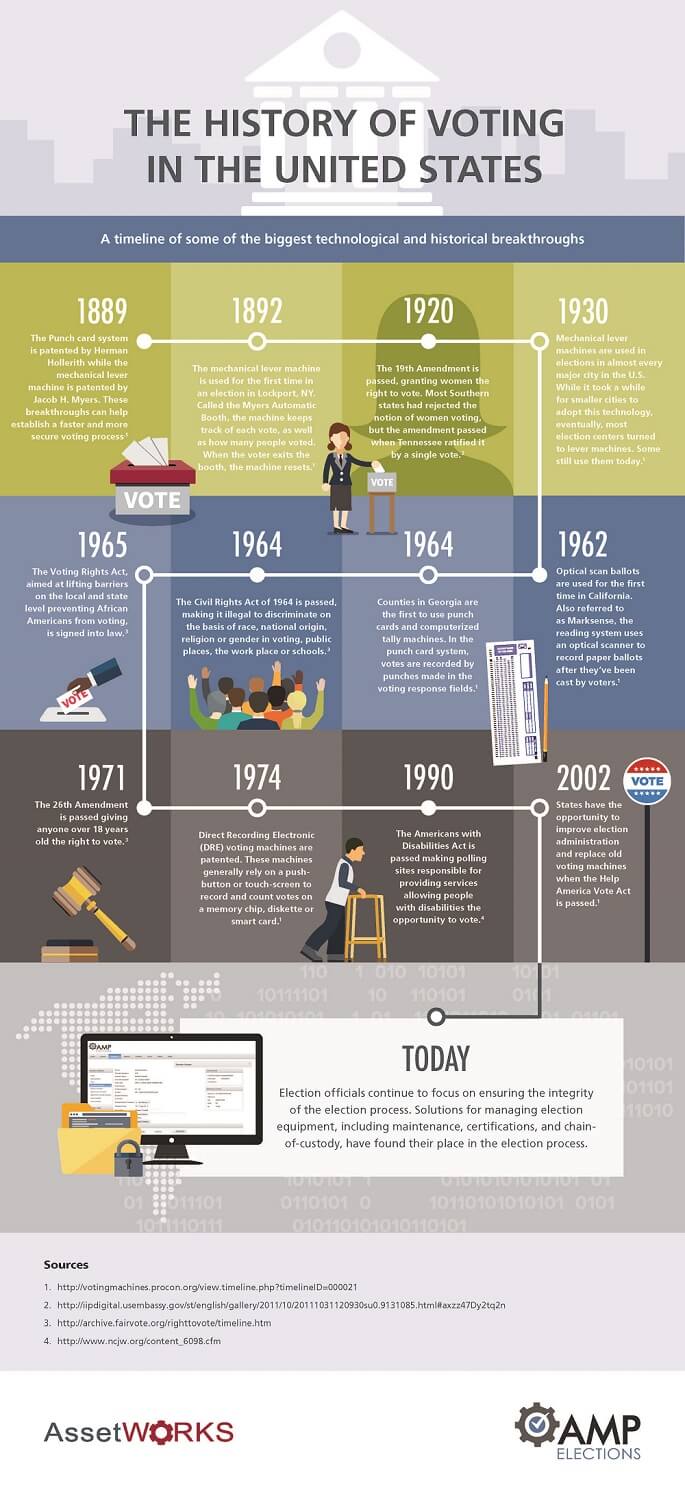 THE HISTORY OF VOTING
IN THE UNITED STATES
A timeline of some of the biggest technological and historical breakthroughs
1889
The Punch card system
is patented by Herman
Hollerith while the
mechanical lever
machine is patented by
Jacob H. Myers. These
breakthroughs can help
establish a faster and more
secure voting process¹
VOTE
1892
The mechanical lever machine
is used for the first time in
an election in Lockport, NY.
Called the Myers Automatic
Booth, the machine keeps
track of each vote, as well
as how many people voted.
When the voter exits the
booth, the machine resets.¹
1920
The 19th Amendment is
passed, granting women the
right to vote. Most Southern
states had rejected the
notion of women voting,
but the amendment passed
when Tennessee ratified it
by a single vote.²
VOTE
1930
Mechanical lever
machines are used in
elections in almost every
major city in the U.S.
While it took a while
for smaller cities to
adopt this technology,
eventually, most
election centers turned
to lever machines. Some
still use them today.¹
1962
Optical scan ballots
are used for the first
time in California.
Also referred to
as Marksense, the
reading system uses
an optical scanner to
record paper ballots
after they've been
cast by voters.¹
1964
Counties in Georgia are
the first to use punch
cards and computerized
tally machines. In the
punch card system,
votes are recorded by
punches made in the
voting response fields.¹
1964
The Civil Rights Act of 1964 is passed,
making it illegal to discriminate on
the basis of race, national origin,
religion or gender in voting, public
places, the work place or schools.³
1965
The Voting Rights Act,
aimed at lifting barriers
on the local and state
level preventing African
Americans from voting,
is signed into law.³
VOTE
1971
The 26th Amendment
is passed giving
anyone over 18 years
old the right to vote.³
1974
Direct Recording Electronic
(DRE) voting machines are
patented. These machines
generally rely on a push-
button or touch-screen to
record and count votes on
a memory chip, diskette or
smart card.¹
1990
The Americans with
Disabilities Act is
passed making polling
sites responsible for
providing services
allowing people
with disabilities the
opportunity to vote.⁴
2002
States have the
opportunity to
improve election
administration
and replace old
voting machines
when the Help
America Vote Act
is passed.¹
VOTE
AMP
TODAY
Election officials continue to focus on ensuring the integrity
of the election process. Solutions for managing election
equipment, including maintenance, certifications, and chain-
of-custody, have found their place in the election process.
Sources
1. http://votingmachines.procon.org/view.timeline.php?timelineID=000021
2. http://iipdigital.usembassy.gov/st/english/gallery/2011/10/20111031120930su0.9131085.html#axzz47Dy2tq2n
3. http://archive.fairvote.org/righttovote/timeline.htm
4. http://www.ncjw.org/content_6098.cfm
AssetWORKS
AMP
ELECTIONS